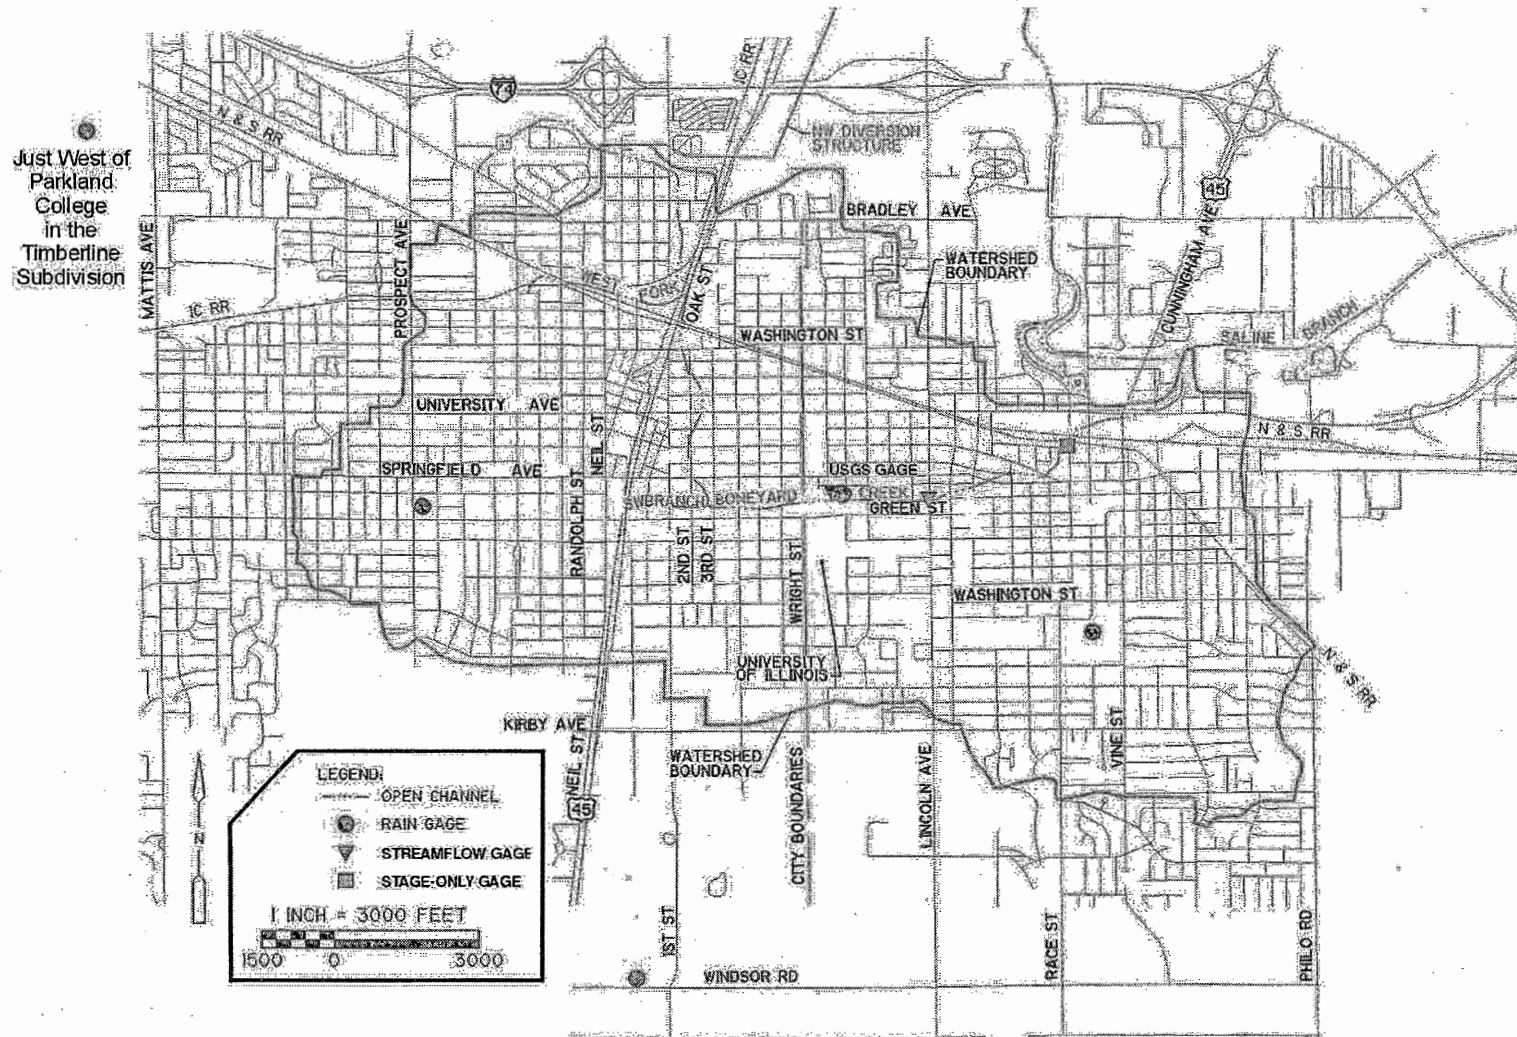 IC RR
74
N & S RR
NW DIVERSION
STRUCTURE
Just West of
Parkland
College
in the
Timberline
Subdivision
45
BRADLEY AVE
MATTIS AVE
PROSPECT AVE
CUNNINGHAM AVE
WATERSHED
BOUNDARY
WEST FORK
OAK ST
IC RR
WASHINGTON ST
SALINE BRANCH
UNIVERSITY AVE
NEIL ST
N & S RR
SPRINGFIELD AVE
USGS GAGE
SW BRANCH BONEYARD CREEK
GREEN ST
RANDOLPH ST
2ND ST
3RD ST
WRIGHT ST
WASHINGTON ST
UNIVERSITY
OF ILLINOIS
N & S RR
KIRBY AVE
VINE ST
WATERSHED
BOUNDARY
NEIL ST
45
CITY BOUNDARIES
LINCOLN AVE
LEGEND:
OPEN CHANNEL
RAIN GAGE
STREAMFLOW GAGE
STAGE-ONLY GAGE
1 INCH = 3000 FEET
1500 0 3000
N
1ST ST
RACE ST
PHILO RD
WINDSOR RD